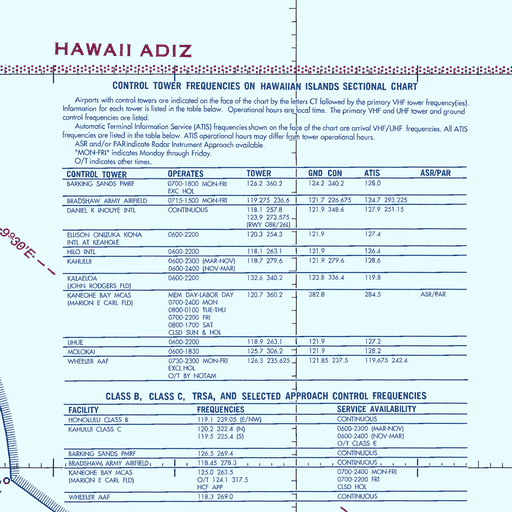 HAWAII ADIZ
CONTROL TOWER FREQUENCIES ON HAWAIIAN ISLANDS SECTIONAL CHART
Airports with control towers are indicated on the face of the chart by the letters CT followed by the primary VHF tower frequency(ies).
Information for each tower is listed in the table below. Operational hours are local time. The primary VHF and UHF tower and ground
control frequencies are listed.
Automatic Terminal Information Service (ATIS) frequencies shown on the face of the chart are arrival VHF/UHF frequencies. All ATIS
frequencies are listed in the table below. ATIS operational hours may differ from tower operational hours.
ASR and/or PAR indicate Radar Instrument Approach available.
"MON-FRI" indicates Monday through Friday.
O/T indicates other times.
CONTROL TOWER OPERATES TOWER GND CON ATIS ASR/PAR
BARKING SANDS PMRF 0700-1800 MON-FRI 126.2 360.2 124.2 340.2 128.0
EXC HOL
BRADSHAW ARMY AIRFIELD 0715-1500 MON-FRI 119.275 236.6 121.7 226.675 124.7 293.225
DANIEL K INOUYE INTL CONTINUOUS 118.1 257.8 121.9 348.6 127.9 251.15
123.9 273.575
(RWY 08R/26L)
ELLISON ONIZUKA KONA 0600-2200 120.3 254.3 121.9 127.4
INTL AT KEAHOLE
HILO INTL 0600-2200 118.1 263.1 121.9 126.4
KAHULUI 0600-2300 (MAR-NOV) 118.7 279.6 121.9 279.6 128.6
0600-2400 (NOV-MAR)
KALAELOA 0600-2200 132.6 340.2 123.8 336.4 119.8
(JOHN RODGERS FLD)
KANEOHE BAY MCAS MEM DAY-LABOR DAY 120.7 360.2 382.8 284.5 ASR/PAR
(MARION E CARL FLD) 0700-2400 MON
0800-0100 TUE-THU
0700-2200 FRI
0800-1700 SAT
CLSD SUN & HOL
LIHUE 0600-2200 118.9 263.1 121.9 127.2
MOLOKAI 0600-1830 125.7 306.2 121.9 128.2
WHEELER AAF 0730-2300 MON-FRI 126.3 235.625 121.85 237.5 119.675 242.4
EXCL HOL
O/T BY NOTAM
CLASS B, CLASS C, TRSA, AND SELECTED APPROACH CONTROL FREQUENCIES
FACILITY FREQUENCIES SERVICE AVAILABILITY
HONOLULU CLASS B 119.1 239.05 (E/NW) CONTINUOUS
KAHULUI CLASS C 120.2 322.4 (N) 0600-2300 (MAR-NOV)
119.5 225.4 (S) 0600-2400 (NOV-MAR)
O/T CLASS E
BARKING SANDS PMRF 126.5 269.4 CONTINUOUS
BRADSHAW ARMY AIRFIELD 118.45 278.3 CONTINUOUS
KANEOHE BAY MCAS 125.0 263.5 0700-2400 MON-FRI
(MARION E CARL FLD) O/T 124.1 317.5 0700-2200 FRI
HCF APP CLSD HOL
WHEELER AAF 118.3 269.0 CONTINUOUS
9°30'E